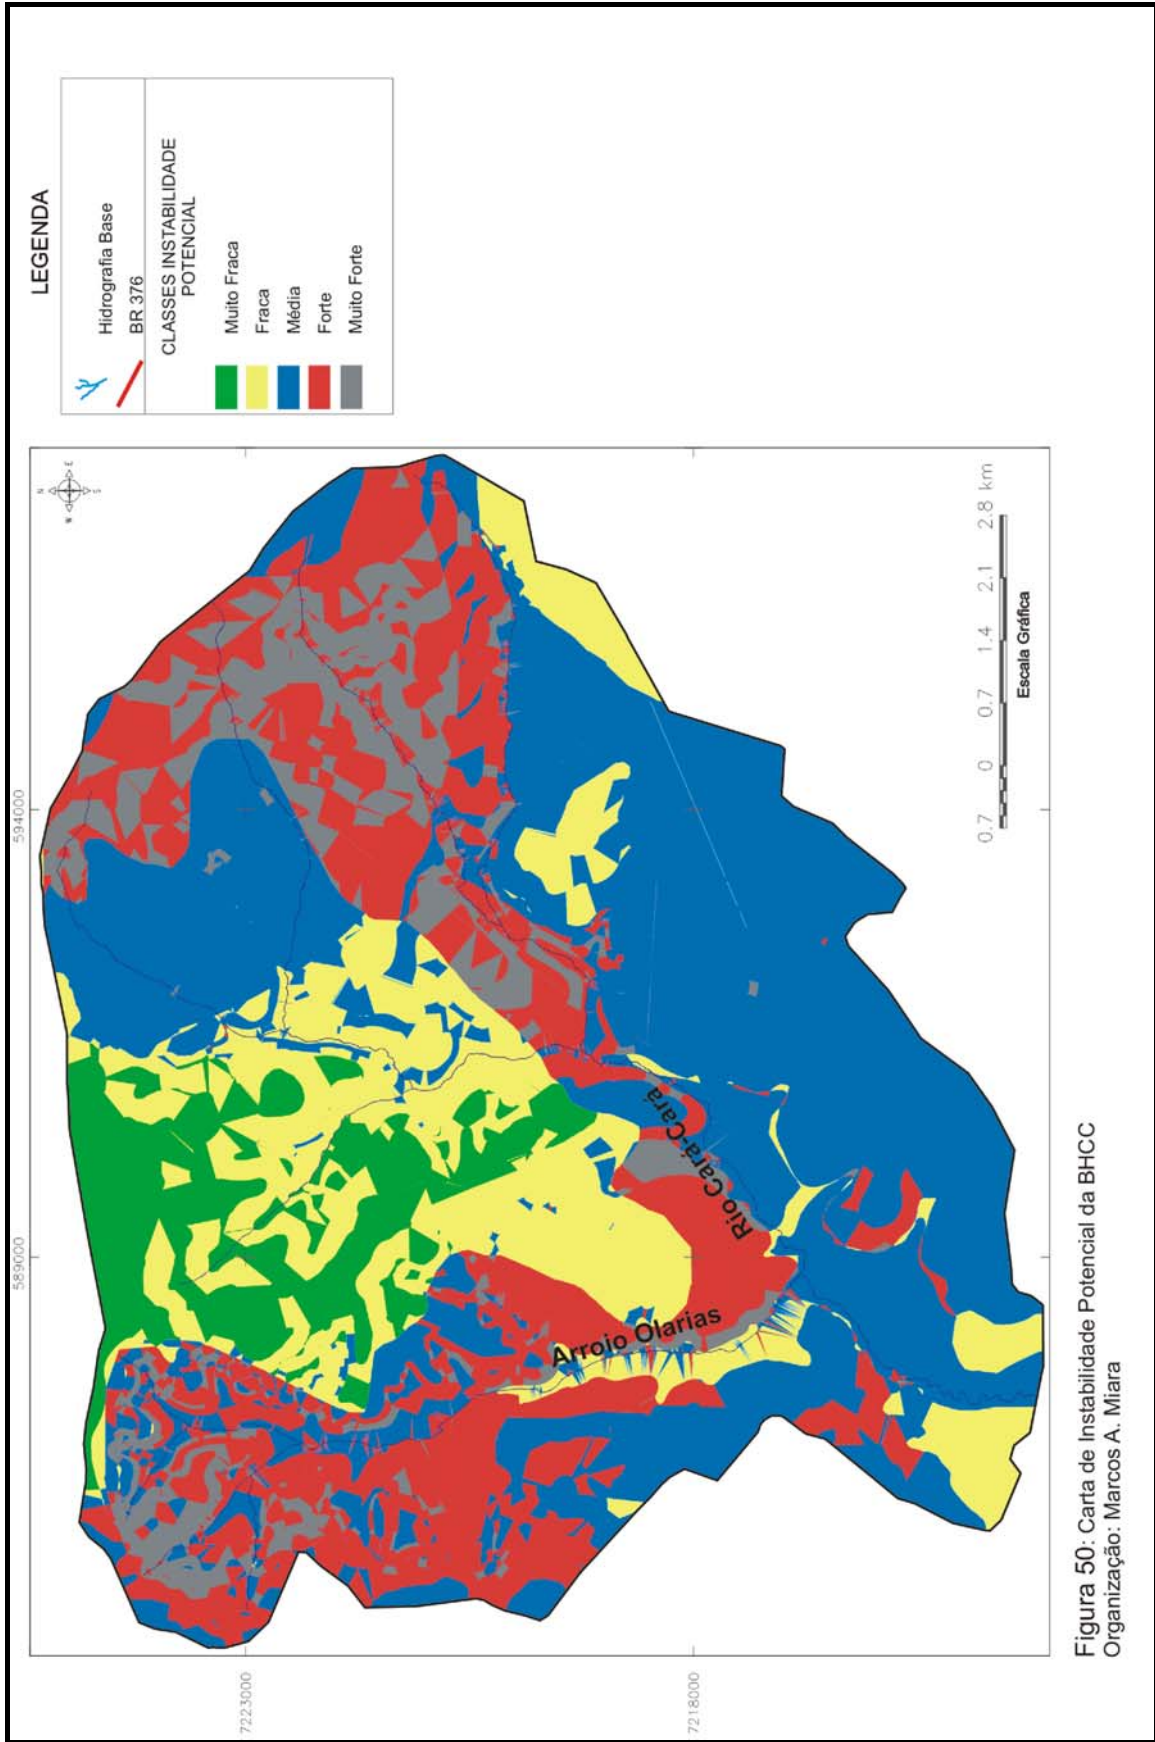 LEGENDA
Hidrografia Base
BR 376
CLASSES INSTABILIDADE
POTENCIAL
Muito Fraca
Fraca
Média
Forte
Muito Forte
589000
594000
7223000
7218000
N
W
E
S
Arroio Olarias
Rio Cará-Cará
0.7 0 0.7 1.4 2.1 2.8 km
Escala Gráfica
Figura 50: Carta de Instabilidade Potencial da BHCC
Organização: Marcos A. Miara